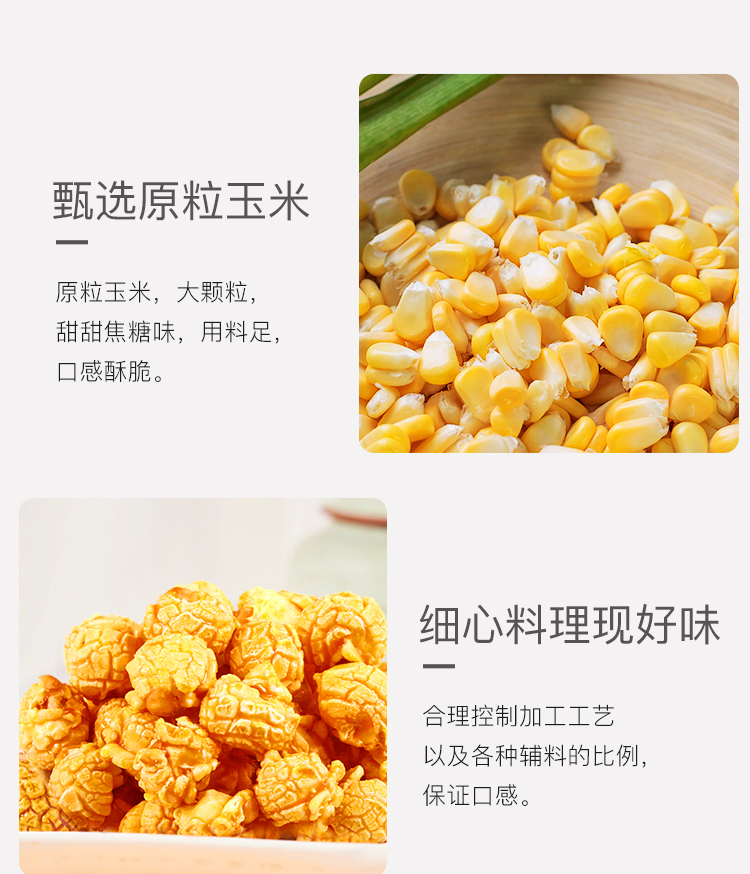 甄选原粒玉米
原粒玉米，大颗粒，
甜甜焦糖味，用料足，
口感酥脆。
细心料理现好味
合理控制加工工艺
以及各种辅料的比例，
保证口感。